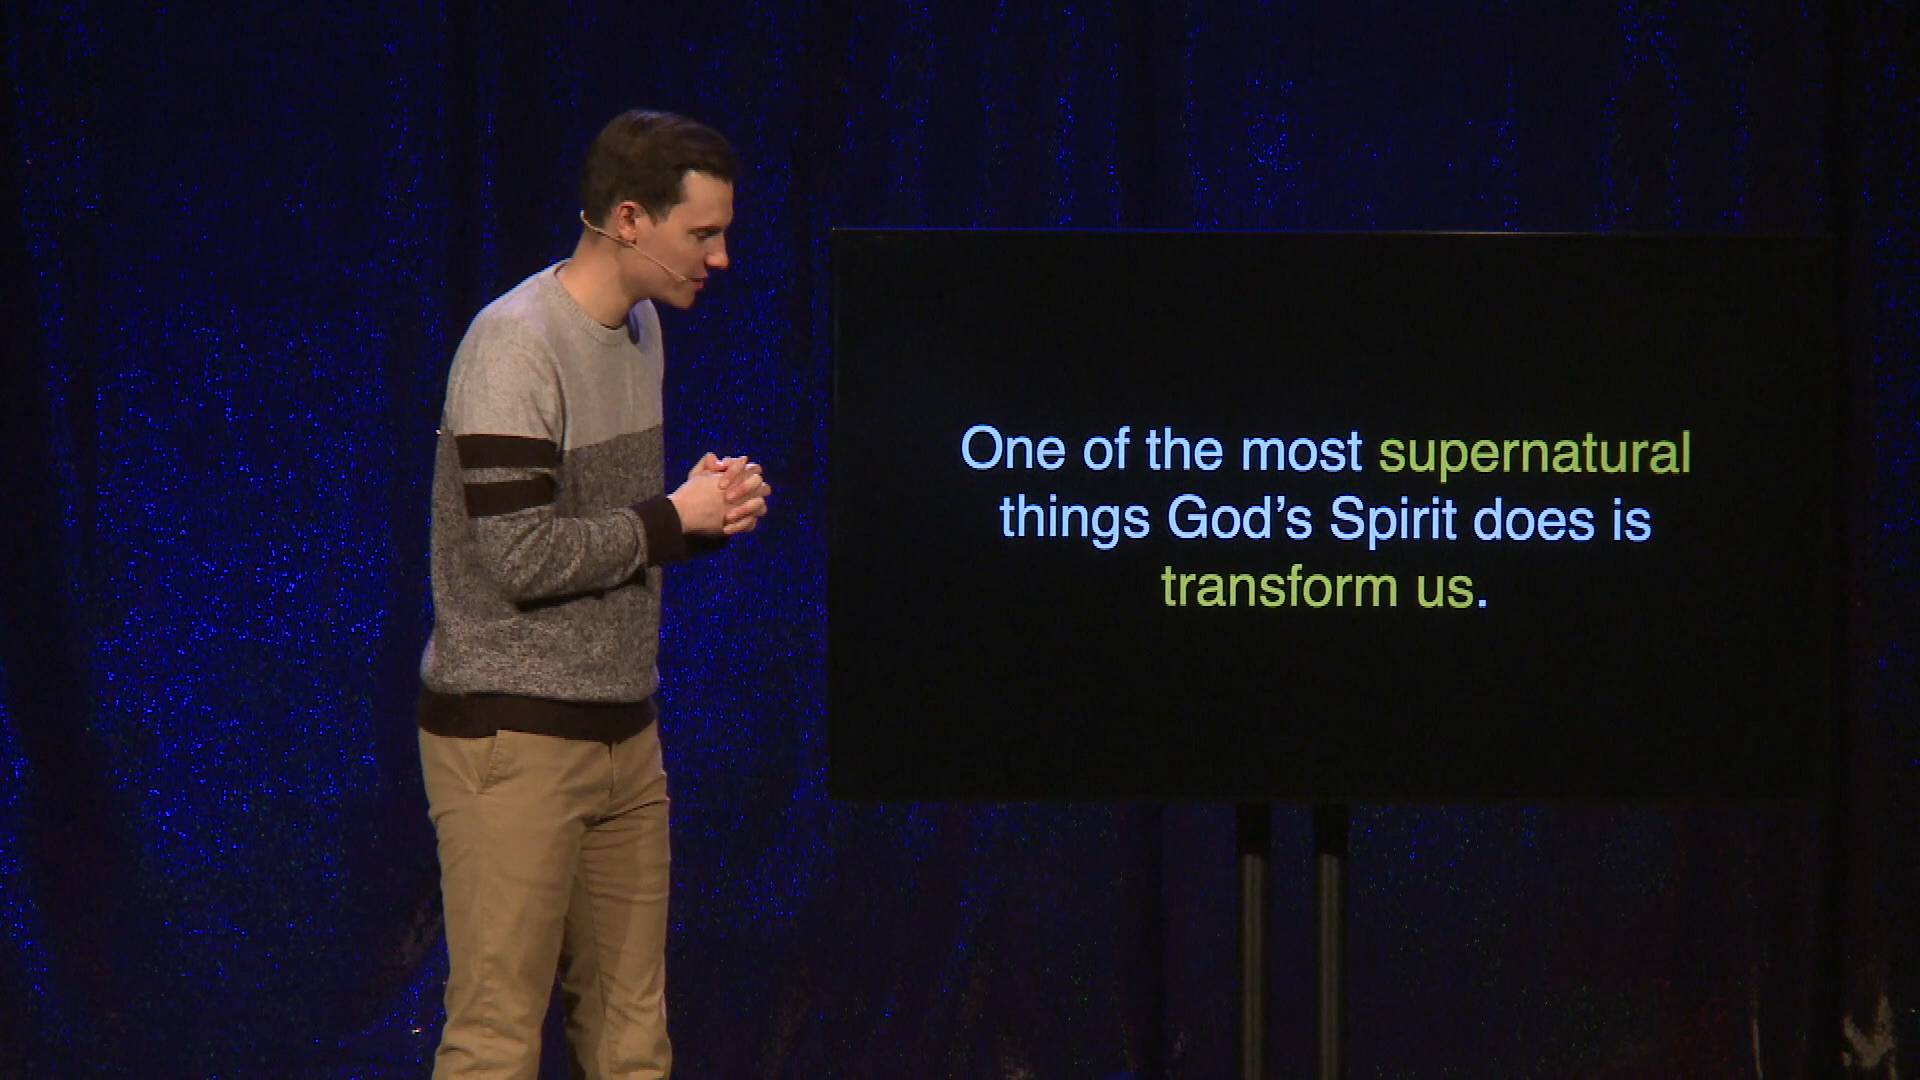 One of the most supernatural
things God’s Spirit does is
transform us.